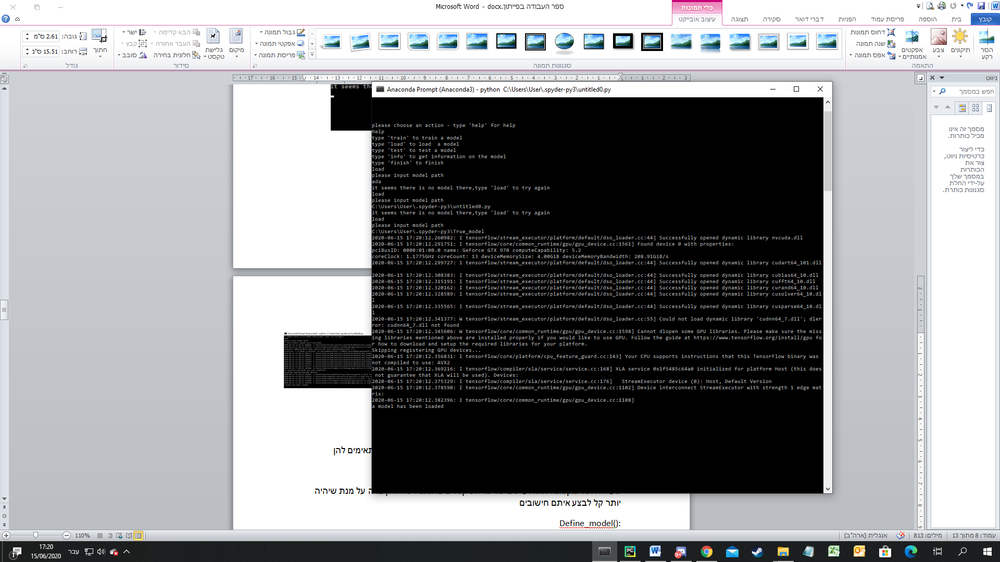 ספר העבודה בפייתון.docx - Microsoft Word
כלי תמונות
קובץ
בית
הוספה
פריסת עמוד
הפניות
דברי דואר
סקירה
תצוגה
עיצוב אובייקט
הסר רקע
תיקונים
צבע
אפקטים אמנותיים
דחוס תמונות
שנה תמונה
אפס תמונה
התאמה
סגנונות תמונה
גבול תמונה
אפקטי תמונה
פריסת תמונה
מיקום
גלישת טקסט
הבא קדימה
העבר אחורה
חלונית בחירה
ישר
קבץ
סובב
סידור
חתוך
גובה: 2.61 ס"מ
רוחב: 15.51 ס"מ
גודל
ניווט
חפש במסמך
מסמך זה אינו
מכיל כותרות.
כדי ליצור
כרטיסיות ניווט,
צור את
הכותרות
במסמך שלך
על-ידי החלת
סגנונות כותרת.
it seems the
Anaconda Prompt (Anaconda3) - python  C:\Users\User\.spyder-py3\untitled0.py
please choose an action - type 'help' for help
help
type 'train' to train a model
type 'load' to load  a model
type 'test' to test a model
type 'info' to get information on the model
type 'finish' to finish
load
please input model path
ada
it seems there is no model there,type 'load' to try again
load
please input model path
C:\Users\User\.spyder-py3\untitled0.py
it seems there is no model there,type 'load' to try again
load
please input model path
C:\Users\User\.spyder-py3\True_model
2020-06-15 17:20:12.260982: I tensorflow/stream_executor/platform/default/dso_loader.cc:44] Successfully opened dynamic library nvcuda.dll
2020-06-15 17:20:12.291751: I tensorflow/core/common_runtime/gpu/gpu_device.cc:1561] Found device 0 with properties:
pciBusID: 0000:01:00.0 name: GeForce GTX 970 computeCapability: 5.2
coreClock: 1.1775GHz coreCount: 13 deviceMemorySize: 4.00GiB deviceMemoryBandwidth: 208.91GiB/s
2020-06-15 17:20:12.299727: I tensorflow/stream_executor/platform/default/dso_loader.cc:44] Successfully opened dynamic library cudart64_101.dll
2020-06-15 17:20:12.308383: I tensorflow/stream_executor/platform/default/dso_loader.cc:44] Successfully opened dynamic library cublas64_10.dll
2020-06-15 17:20:12.315191: I tensorflow/stream_executor/platform/default/dso_loader.cc:44] Successfully opened dynamic library cufft64_10.dll
2020-06-15 17:20:12.320162: I tensorflow/stream_executor/platform/default/dso_loader.cc:44] Successfully opened dynamic library curand64_10.dll
2020-06-15 17:20:12.328589: I tensorflow/stream_executor/platform/default/dso_loader.cc:44] Successfully opened dynamic library cusolver64_10.dl
l
2020-06-15 17:20:12.335565: I tensorflow/stream_executor/platform/default/dso_loader.cc:44] Successfully opened dynamic library cusparse64_10.dl
l
2020-06-15 17:20:12.341377: W tensorflow/stream_executor/platform/default/dso_loader.cc:55] Could not load dynamic library 'cudnn64_7.dll'; dler
ror: cudnn64_7.dll not found
2020-06-15 17:20:12.345606: W tensorflow/core/common_runtime/gpu/gpu_device.cc:1598] Cannot dlopen some GPU libraries. Please make sure the miss
ing libraries mentioned above are installed properly if you would like to use GPU. Follow the guide at https://www.tensorflow.org/install/gpu fo
r how to download and setup the required libraries for your platform.
Skipping registering GPU devices...
2020-06-15 17:20:12.356831: I tensorflow/core/platform/cpu_feature_guard.cc:143] Your CPU supports instructions that this TensorFlow binary was
not compiled to use: AVX2
2020-06-15 17:20:12.369216: I tensorflow/compiler/xla/service/service.cc:168] XLA service 0x1f5485c64a0 initialized for platform Host (this does
 not guarantee that XLA will be used). Devices:
2020-06-15 17:20:12.375329: I tensorflow/compiler/xla/service/service.cc:176]   StreamExecutor device (0): Host, Default Version
2020-06-15 17:20:12.378590: I tensorflow/core/common_runtime/gpu/gpu_device.cc:1102] Device interconnect StreamExecutor with strength 1 edge mat
rix:
2020-06-15 17:20:12.382396: I tensorflow/core/common_runtime/gpu/gpu_device.cc:1108]
a model has been loaded
תאימים להן
על מנת שיהיה
יותר קל לבצע איתם חישובים
Define_model():
עמוד: 8 מתוך 13
מילים: 813
אנגלית (ארה"ב)
110%
17:20
15/06/2020
עבר